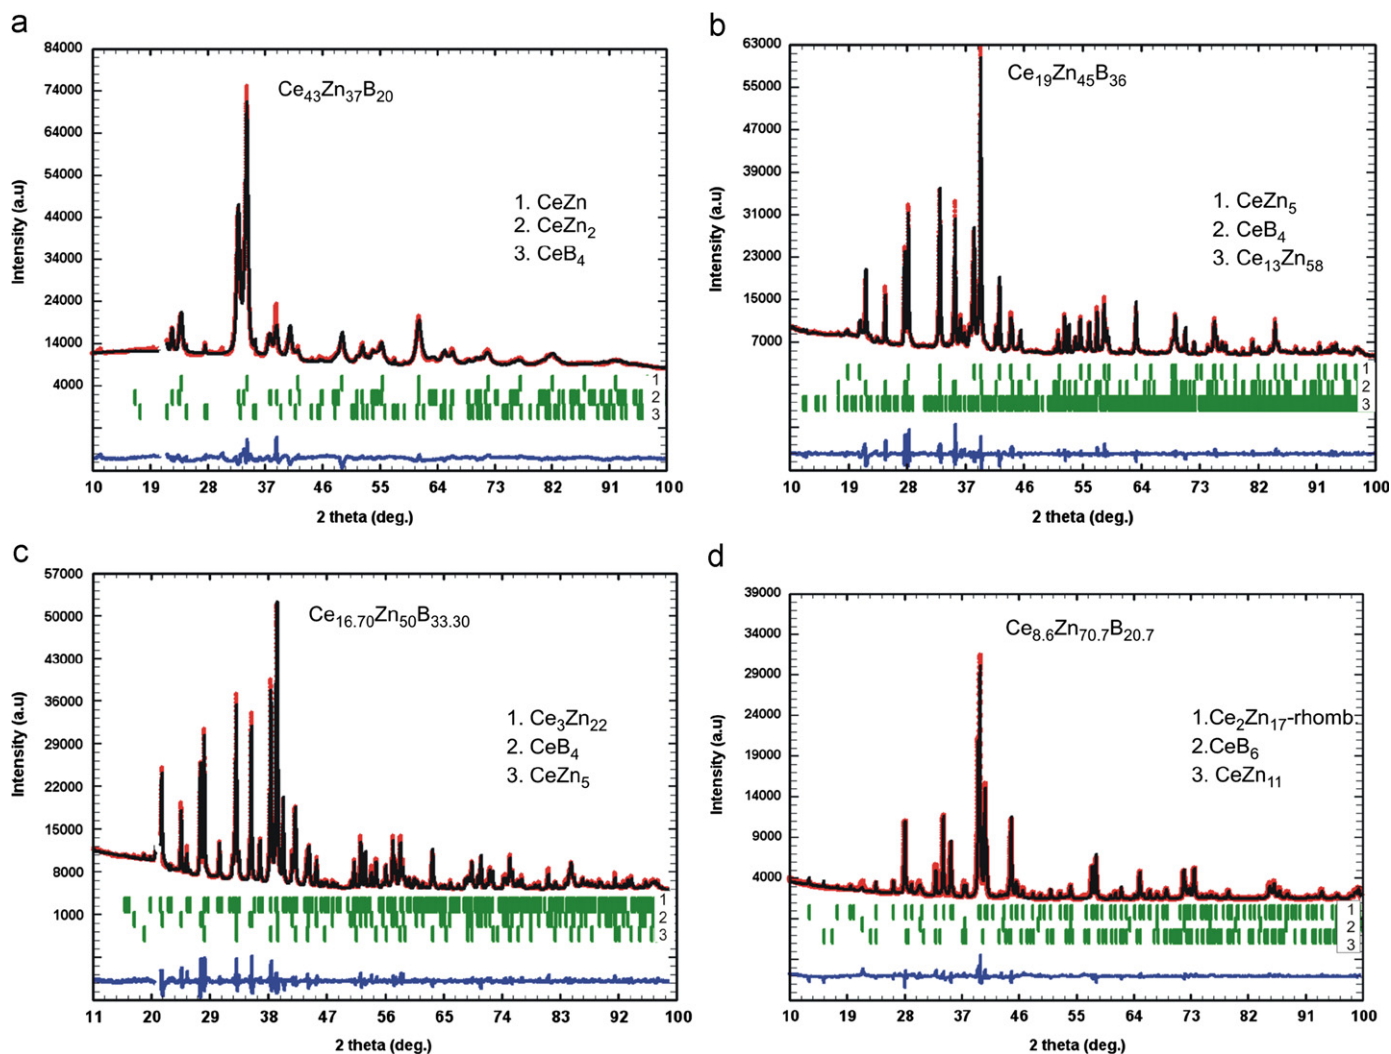 a
84000
74000
64000
54000
44000
34000
24000
14000
4000
Intensity (a.u)
Ce43Zn37B20
1. CeZn
2. CeZn2
3. CeB4
1
2
3
10 19 28 37 46 55 64 73 82 91 100
2 theta (deg.)
b
63000
55000
47000
39000
31000
23000
15000
7000
Intensity (a.u)
Ce19Zn45B36
1. CeZn5
2. CeB4
3. Ce13Zn58
1
2
3
10 19 28 37 46 55 64 73 82 91 100
2 theta (deg.)
c
57000
50000
43000
36000
29000
22000
15000
8000
1000
Intensity (a.u)
Ce16.70Zn50B33.30
1. Ce3Zn22
2. CeB4
3. CeZn5
1
2
3
11 20 29 38 48 57 66 75 84 92 100
2 theta (deg.)
d
39000
34000
29000
24000
19000
14000
9000
4000
Intensity (a.u)
Ce8.6Zn70.7B20.7
1.Ce2Zn17-rhomb.
2.CeB6
3. CeZn11
1
2
3
10 19 28 37 46 55 64 73 82 91 100
2 theta (deg.)